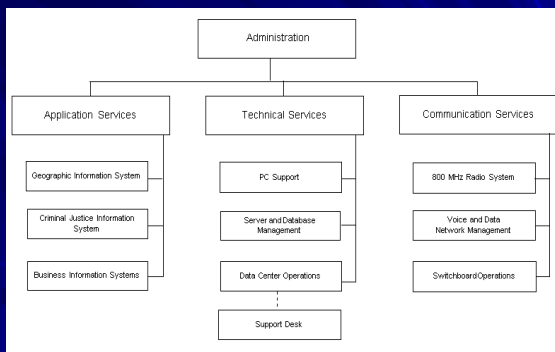 Administration
Application Services
Technical Services
Communication Services
Geographic Information System
PC Support
800 MHz Radio System
Criminal Justice Information
System
Server and Database
Management
Voice and Data
Network Management
Business Information Systems
Data Center Operations
Switchboard Operations
Support Desk